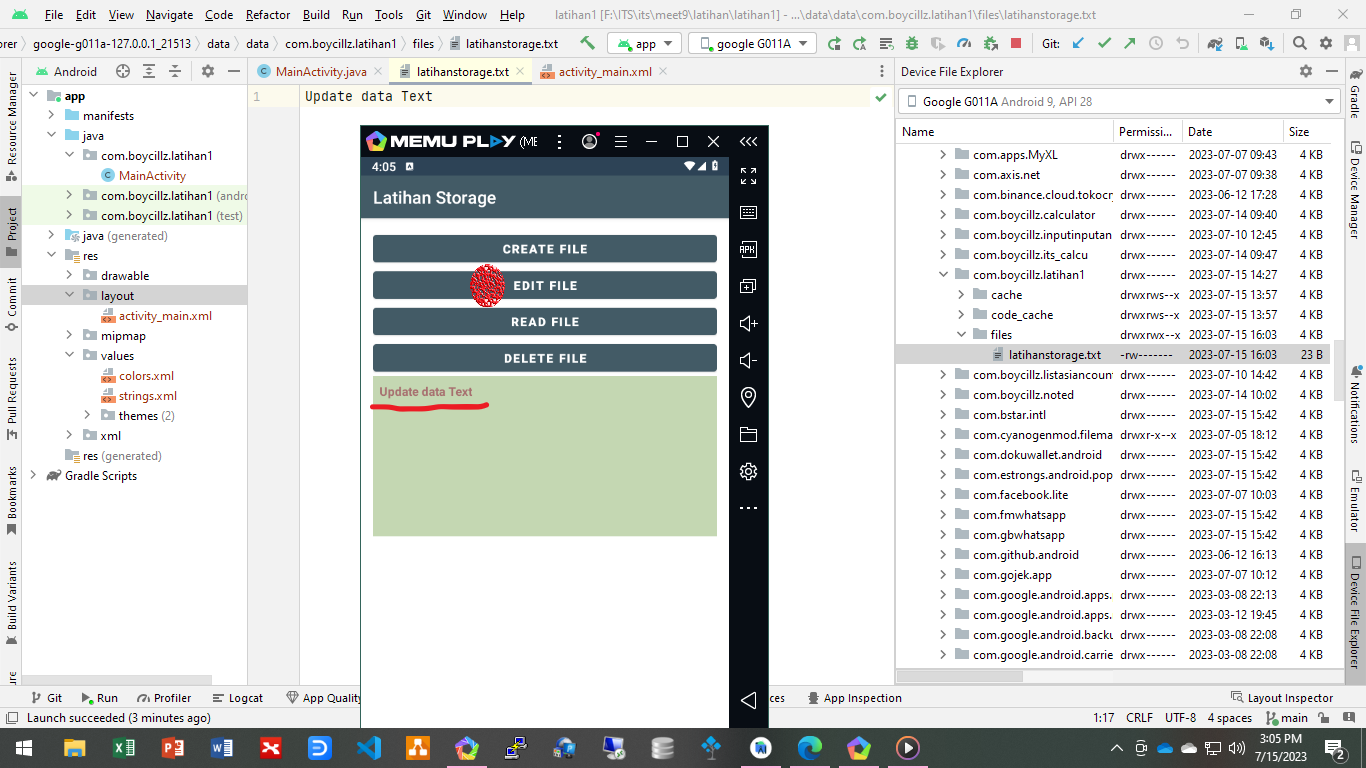 File Edit View Navigate Code Refactor Build Run Tools Git Window Help latihan1 [F:\ITS\its\meet9\latihan\latihan1] - ...\data\data\com.boycillz.latihan1\files\latihanstorage.txt
orer google-g011a-127.0.0.1_21513 data data com.boycillz.latihan1 files latihanstorage.txt app google G011A Git:
Android
MainActivity.java latihanstorage.txt activity_main.xml
Resource Manager
Project
Commit
Pull Requests
Bookmarks
Build Variants
app
manifests
java
com.boycillz.latihan1
MainActivity
com.boycillz.latihan1 (andro
com.boycillz.latihan1 (test)
java (generated)
res
drawable
layout
activity_main.xml
mipmap
values
colors.xml
strings.xml
themes (2)
xml
res (generated)
Gradle Scripts
1 Update data Text
MEMU PLAY (ME
4:05 A
Latihan Storage
CREATE FILE
EDIT FILE
READ FILE
DELETE FILE
Update data Text
APK
Device File Explorer
Google G011A Android 9, API 28
Name Permissi... Date Size
com.apps.MyXL drwx------ 2023-07-07 09:43 4 KB
com.axis.net drwx------ 2023-07-07 09:38 4 KB
com.binance.cloud.tokocr drwx------ 2023-06-12 17:28 4 KB
com.boycillz.calculator drwx------ 2023-07-14 09:40 4 KB
com.boycillz.inputinputan drwx------ 2023-07-10 12:45 4 KB
com.boycillz.its_calcu drwx------ 2023-07-14 09:47 4 KB
com.boycillz.latihan1 drwx------ 2023-07-15 14:27 4 KB
cache drwxrws--x 2023-07-15 13:57 4 KB
code_cache drwxrws--x 2023-07-15 13:57 4 KB
files drwxrwx--x 2023-07-15 16:03 4 KB
latihanstorage.txt -rw------- 2023-07-15 16:03 23 B
com.boycillz.listasiancoun drwx------ 2023-07-10 14:42 4 KB
com.boycillz.noted drwx------ 2023-07-14 10:02 4 KB
com.bstar.intl drwx------ 2023-07-15 15:42 4 KB
com.cyanogenmod.filema drwxr-x--x 2023-07-05 18:12 4 KB
com.dokuwallet.android drwx------ 2023-07-15 15:42 4 KB
com.estrongs.android.pop drwx------ 2023-07-15 15:42 4 KB
com.facebook.lite drwx------ 2023-07-07 10:03 4 KB
com.fmwhatsapp drwx------ 2023-07-15 15:42 4 KB
com.gbwhatsapp drwx------ 2023-07-15 15:42 4 KB
com.github.android drwx------ 2023-06-12 16:13 4 KB
com.gojek.app drwx------ 2023-07-07 10:12 4 KB
com.google.android.apps. drwx------ 2023-03-08 22:13 4 KB
com.google.android.apps. drwx------ 2023-03-12 19:45 4 KB
com.google.android.backu drwx------ 2023-03-08 22:08 4 KB
com.google.android.carrie drwx------ 2023-03-08 22:08 4 KB
Gradle
Device Manager
Notifications
Emulator
Device File Explorer
Git Run Profiler Logcat App Quality ces App Inspection Layout Inspector
Launch succeeded (3 minutes ago) 1:17 CRLF UTF-8 4 spaces main
3:05 PM
7/15/2023
2